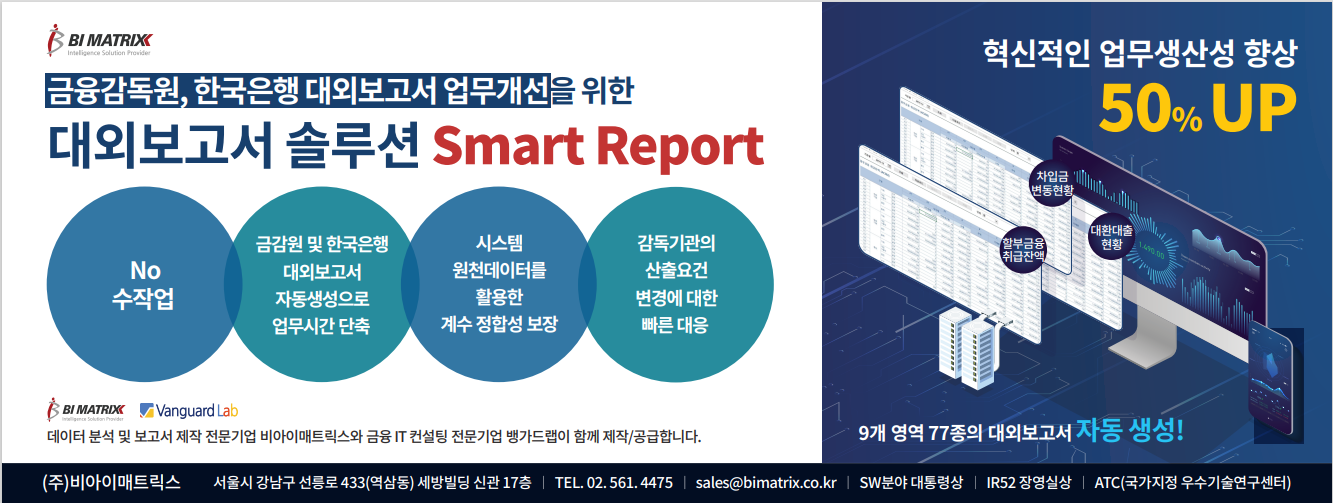 BI MATRIX
Intelligence Solution Provider
금융감독원, 한국은행 대외보고서 업무개선을 위한
대외보고서 솔루션 Smart Report
No
수작업
금감원 및 한국은행
대외보고서
자동생성으로
업무시간 단축
시스템
원천데이터를
활용한
계수 정합성 보장
감독기관의
산출요건
변경에 대한
빠른 대응
BI MATRIX
Intelligence Solution Provider
Vanguard Lab
데이터 분석 및 보고서 제작 전문기업 비아이매트릭스와 금융 IT 컨설팅 전문기업 뱅가드랩이 함께 제작/공급합니다.
혁신적인 업무생산성 향상
50% UP
차입금
변동현황
대환대출
현황
할부금융
취급잔액
1,490.00
9개 영역 77종의 대외보고서 자동 생성!
(주)비아이매트릭스 서울시 강남구 선릉로 433(역삼동) 세방빌딩 신관 17층 | TEL. 02. 561. 4475 | sales@bimatrix.co.kr | SW분야 대통령상 | IR52 장영실상 | ATC(국가지정 우수기술연구센터)